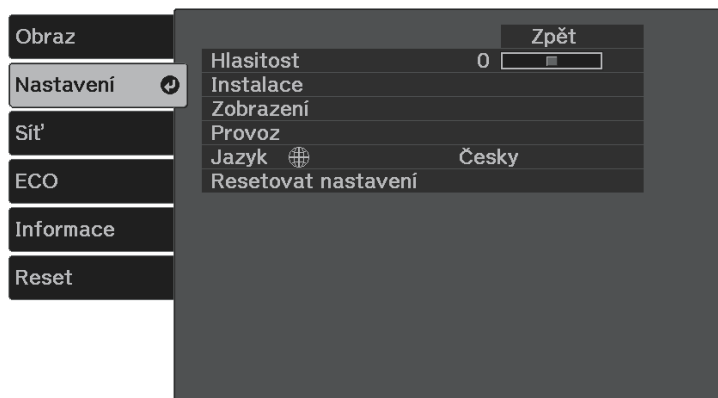 Obraz
Nastavení
Síť
ECO
Informace
Reset
Zpět
Hlasitost 0
Instalace
Zobrazení
Provoz
Jazyk Česky
Resetovat nastavení